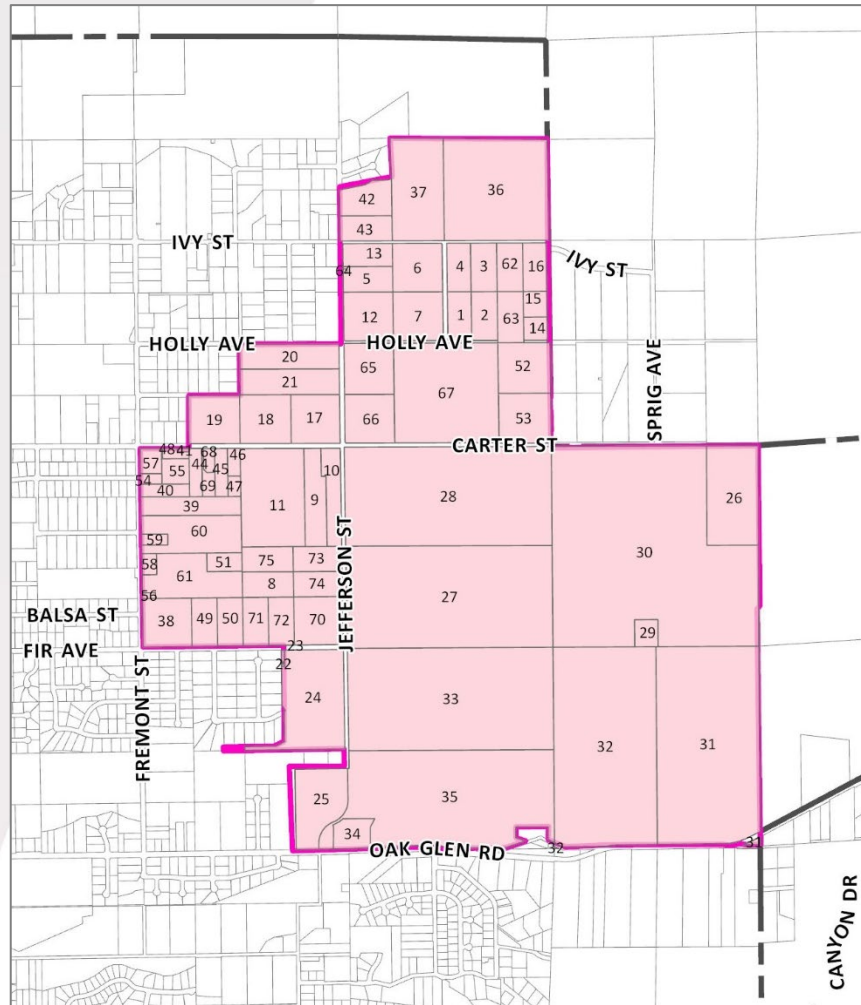 37 36
42
43
IVY ST
13
64
5
6
4 3 62 16
IVY ST
15
12 7 1 2 63 14
HOLLY AVE
HOLLY AVE
SPRIG AVE
20
21
65
67
52
19 18 17
66
53
CARTER ST
48 41 68 46
57 55 44 45
54 40 69 47
10
11 9
28
26
39
60
59
30
JEFFERSON ST
58
61
51
75 73
8 74
56
27
29
BALSA ST
38 49 50 71 72 70
FIR AVE
23
22
24
33
FREMONT ST
32
31
25
34
35
OAK GLEN RD
32
31
CANYON DR